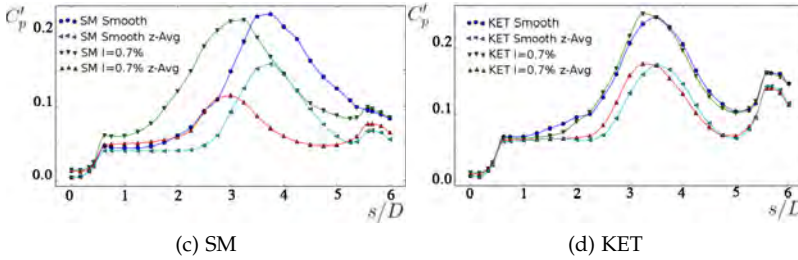 C'p
0.2
0.1
0.0
SM Smooth
SM Smooth z-Avg
SM I=0.7%
SM I=0.7% z-Avg
0 1 2 3 4 5 6
s/D
(c) SM
C'p
0.2
0.1
0.0
KET Smooth
KET Smooth z-Avg
KET I=0.7%
KET I=0.7% z-Avg
0 1 2 3 4 5 6
s/D
(d) KET